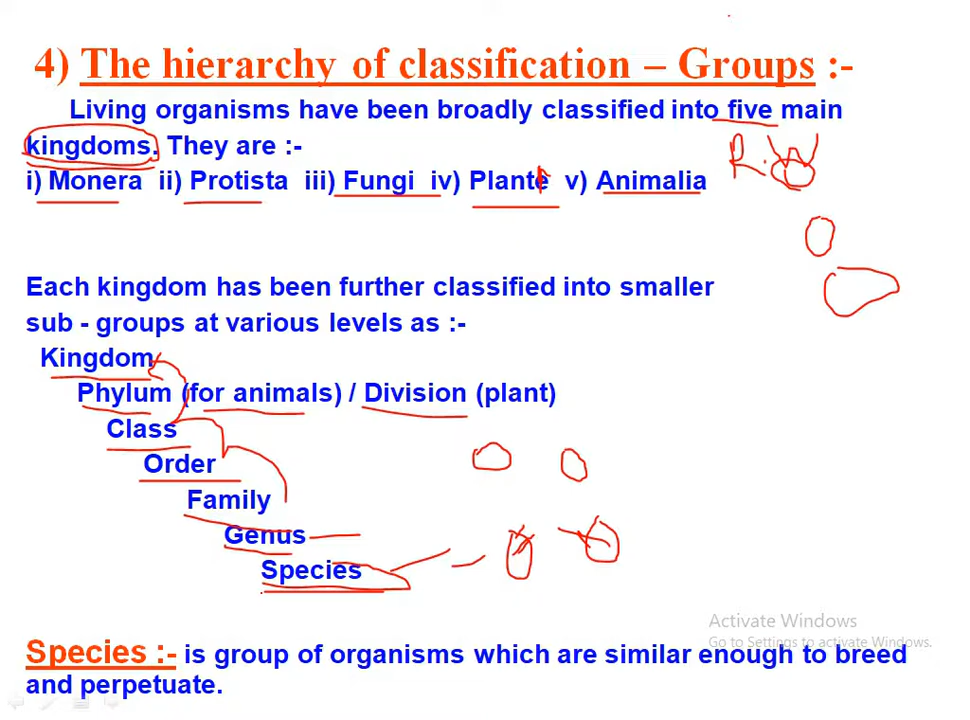 4) The hierarchy of classification – Groups :-
Living organisms have been broadly classified into five main
kingdoms. They are :-
i) Monera ii) Protista iii) Fungi iv) Plante v) Animalia
R.W
Each kingdom has been further classified into smaller
sub - groups at various levels as :-
Kingdom
Phylum (for animals) / Division (plant)
Class
Order
Family
Genus
Species
Activate Windows
Go to Settings to activate Windows.
Species :- is group of organisms which are similar enough to breed
and perpetuate.